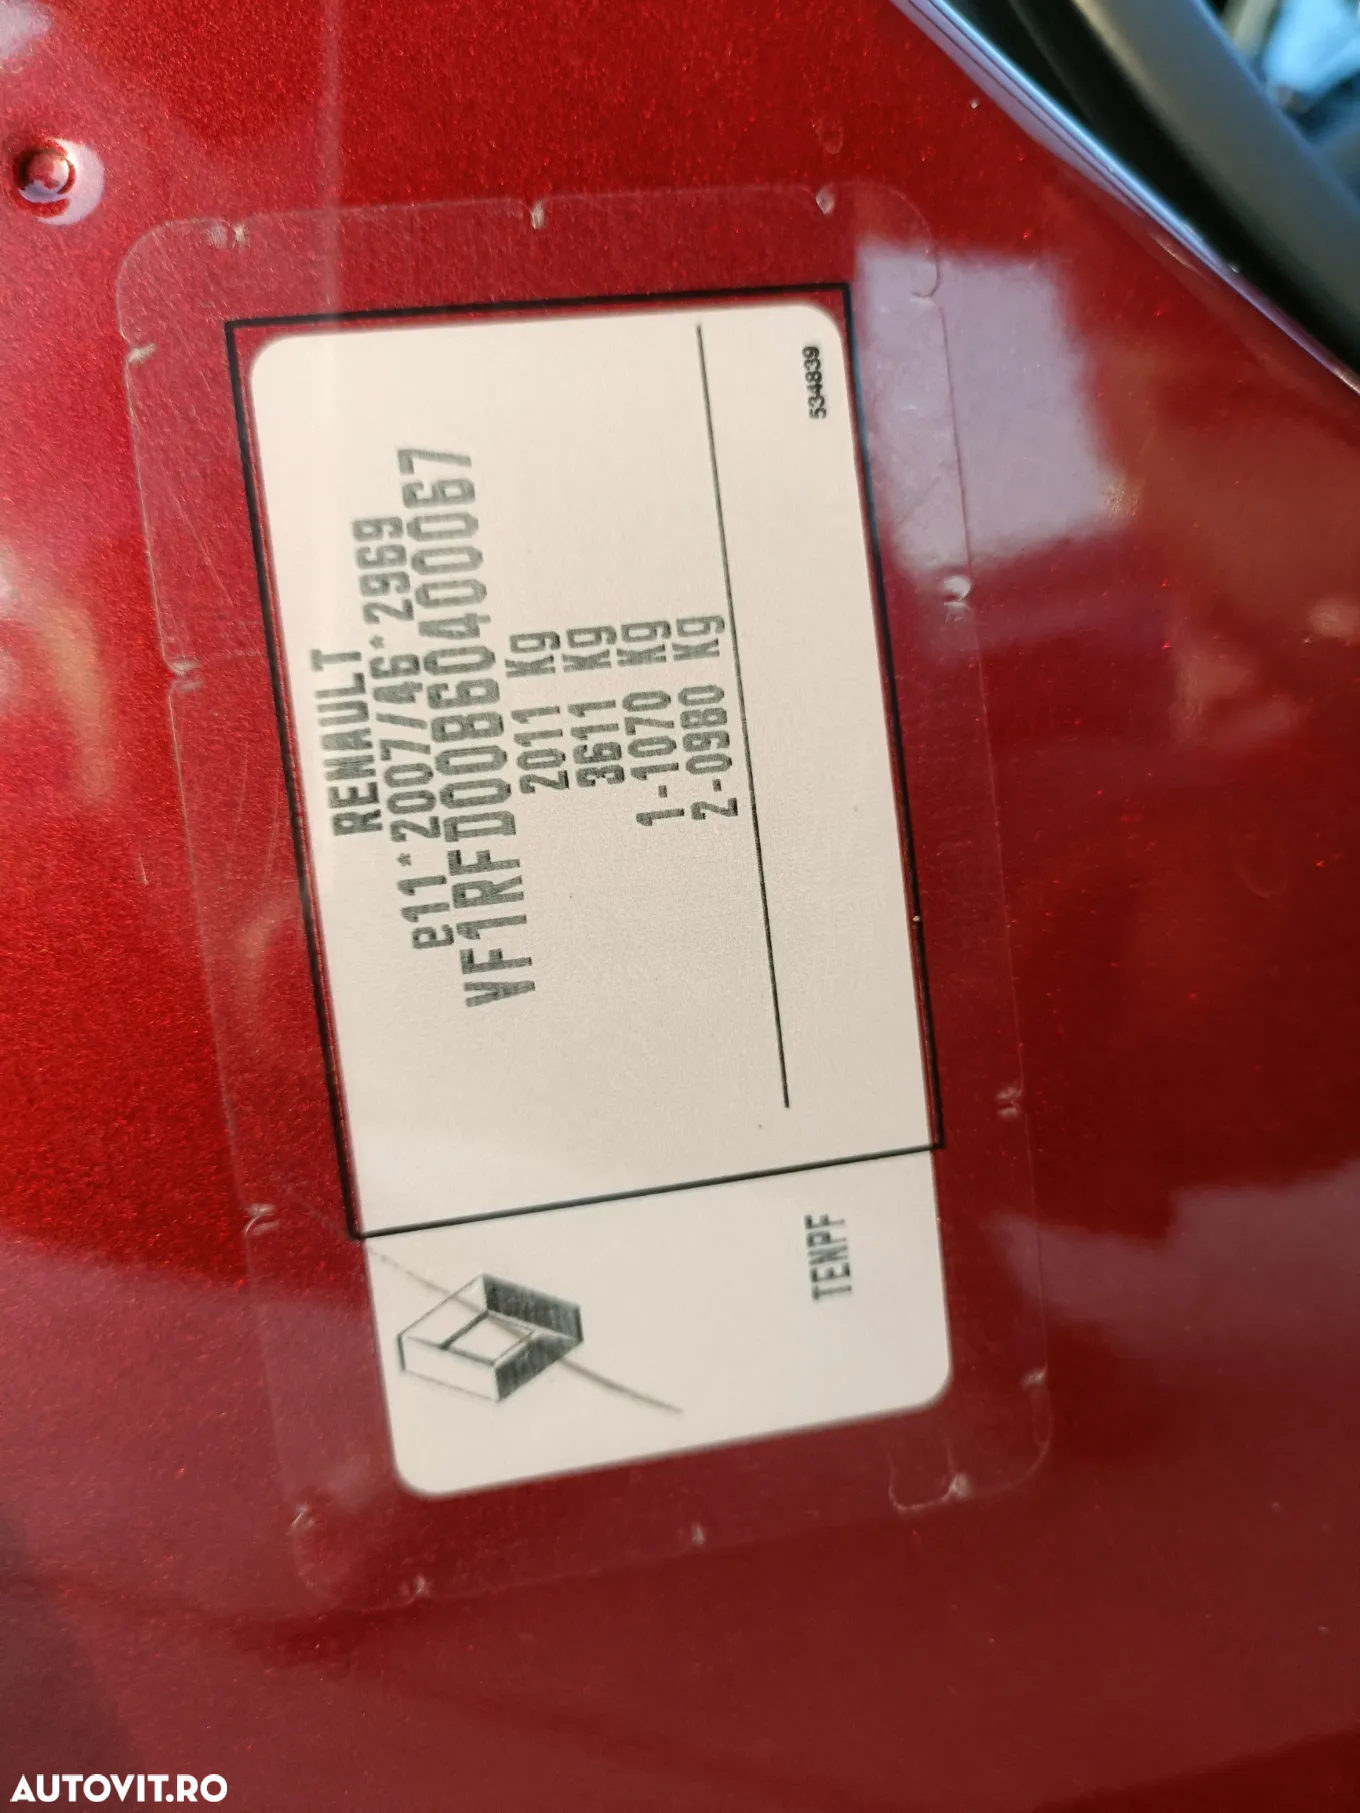 RENAULT
e11*2007/46*2969
VF1RFD00860400067
2011 Kg
3611 Kg
1-1070 Kg
2-0980 Kg
534839
TENPF
AUTOVIT.RO